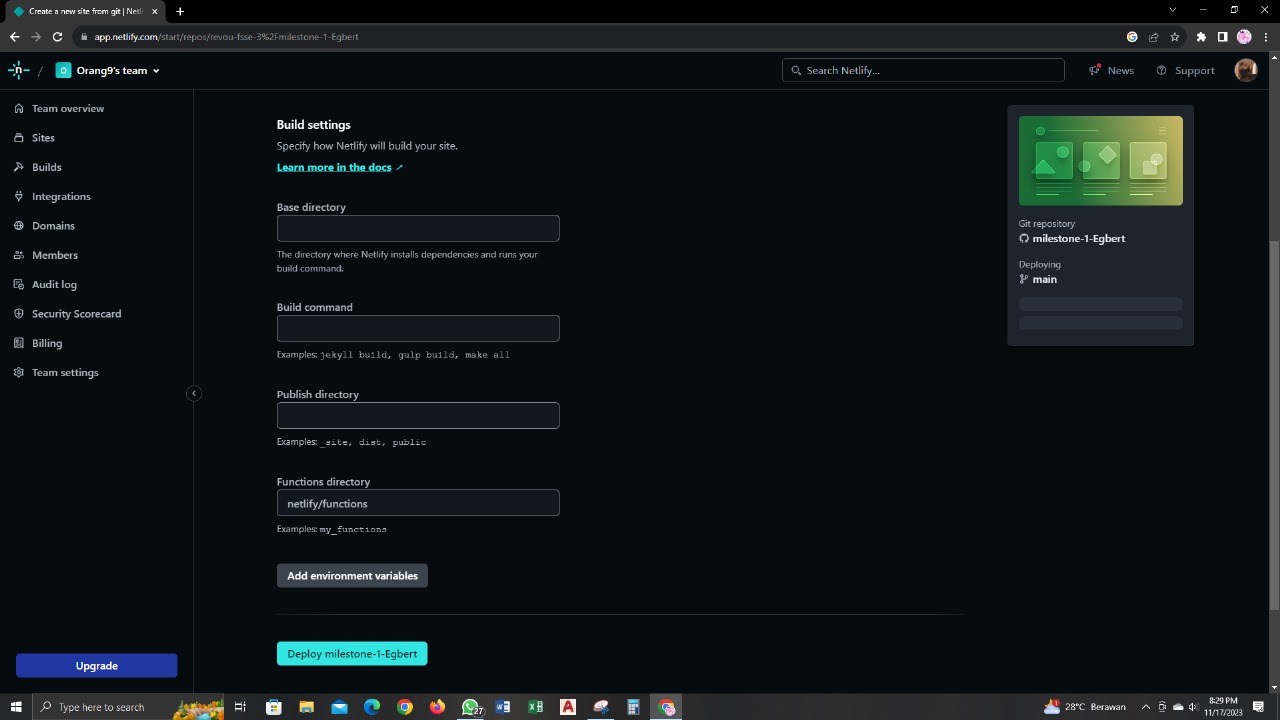 Create a new site from git | Netli
app.netlify.com/start/repos/revou-fsse-3%2Fmilestone-1-Egbert
/ O Orang9's team
Search Netlify...
News
Support
Team overview
Sites
Builds
Integrations
Domains
Members
Audit log
Security Scorecard
Billing
Team settings
Upgrade
Build settings
Specify how Netlify will build your site.
Learn more in the docs ↗
Base directory
The directory where Netlify installs dependencies and runs your
build command.
Build command
Examples: jekyll build, gulp build, make all
Publish directory
Examples: _site, dist, public
Functions directory
netlify/functions
Examples: my_functions
Add environment variables
Deploy milestone-1-Egbert
Git repository
milestone-1-Egbert
Deploying
main
Type here to search
27
28°C Berawan
8:29 PM
11/17/2023